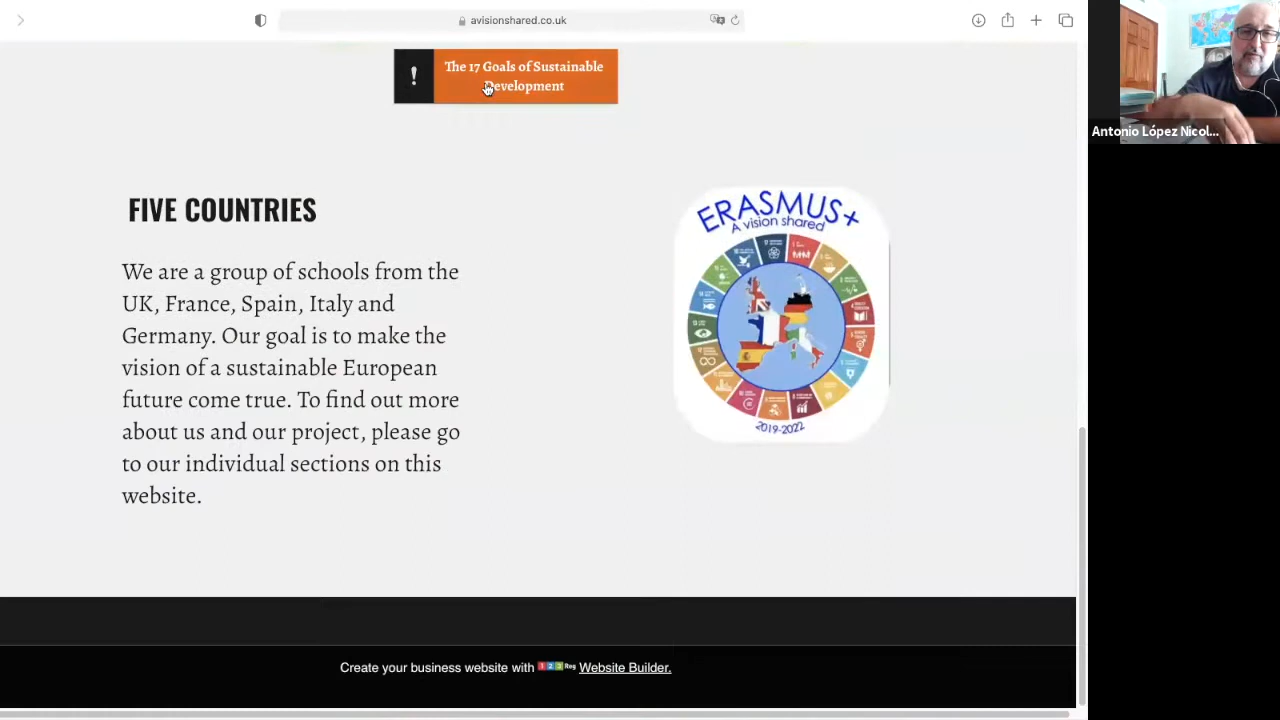 avisionshared.co.uk
The 17 Goals of Sustainable
Development
Antonio López Nicol...
FIVE COUNTRIES
We are a group of schools from the
UK, France, Spain, Italy and
Germany. Our goal is to make the
vision of a sustainable European
future come true. To find out more
about us and our project, please go
to our individual sections on this
website.
ERASMUS+
A vision shared
2019-2022
Create your business website with 123 Reg Website Builder.